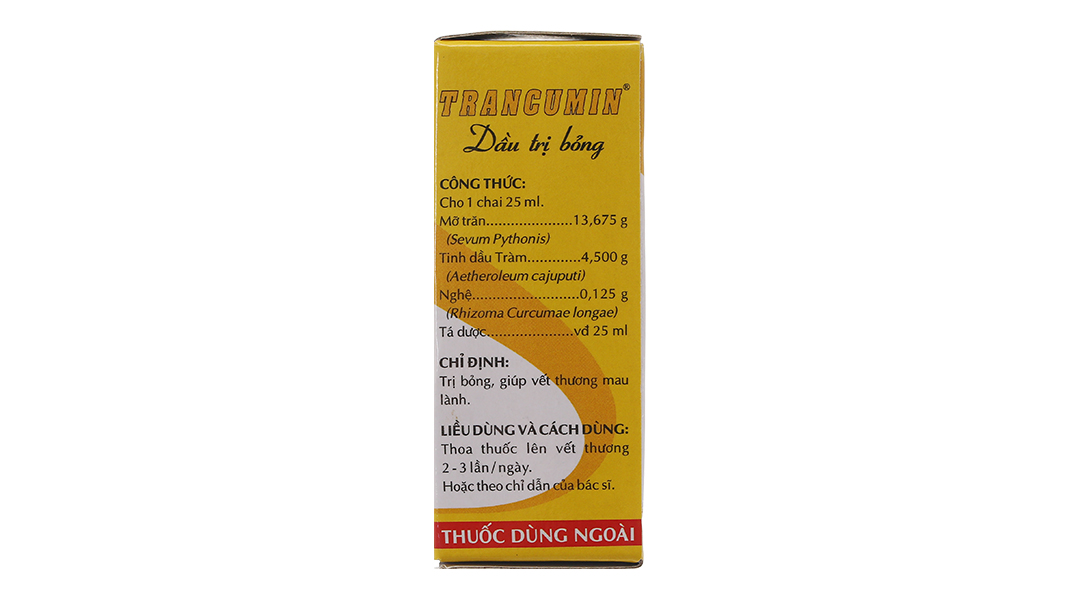 TRANCUMIN®
Dầu trị bỏng
CÔNG THỨC:
Cho 1 chai 25 ml.
Mỡ trăn......................13,675 g
(Sevum Pythonis)
Tinh dầu Tràm.............4,500 g
(Aetheroleum cajuputi)
Nghệ...........................0,125 g
(Rhizoma Curcumae longae)
Tá dược......................vđ 25 ml
CHỈ ĐỊNH:
Trị bỏng, giúp vết thương mau
lành.
LIỀU DÙNG VÀ CÁCH DÙNG:
Thoa thuốc lên vết thương
2 - 3 lần / ngày.
Hoặc theo chỉ dẫn của bác sĩ.
THUỐC DÙNG NGOÀI